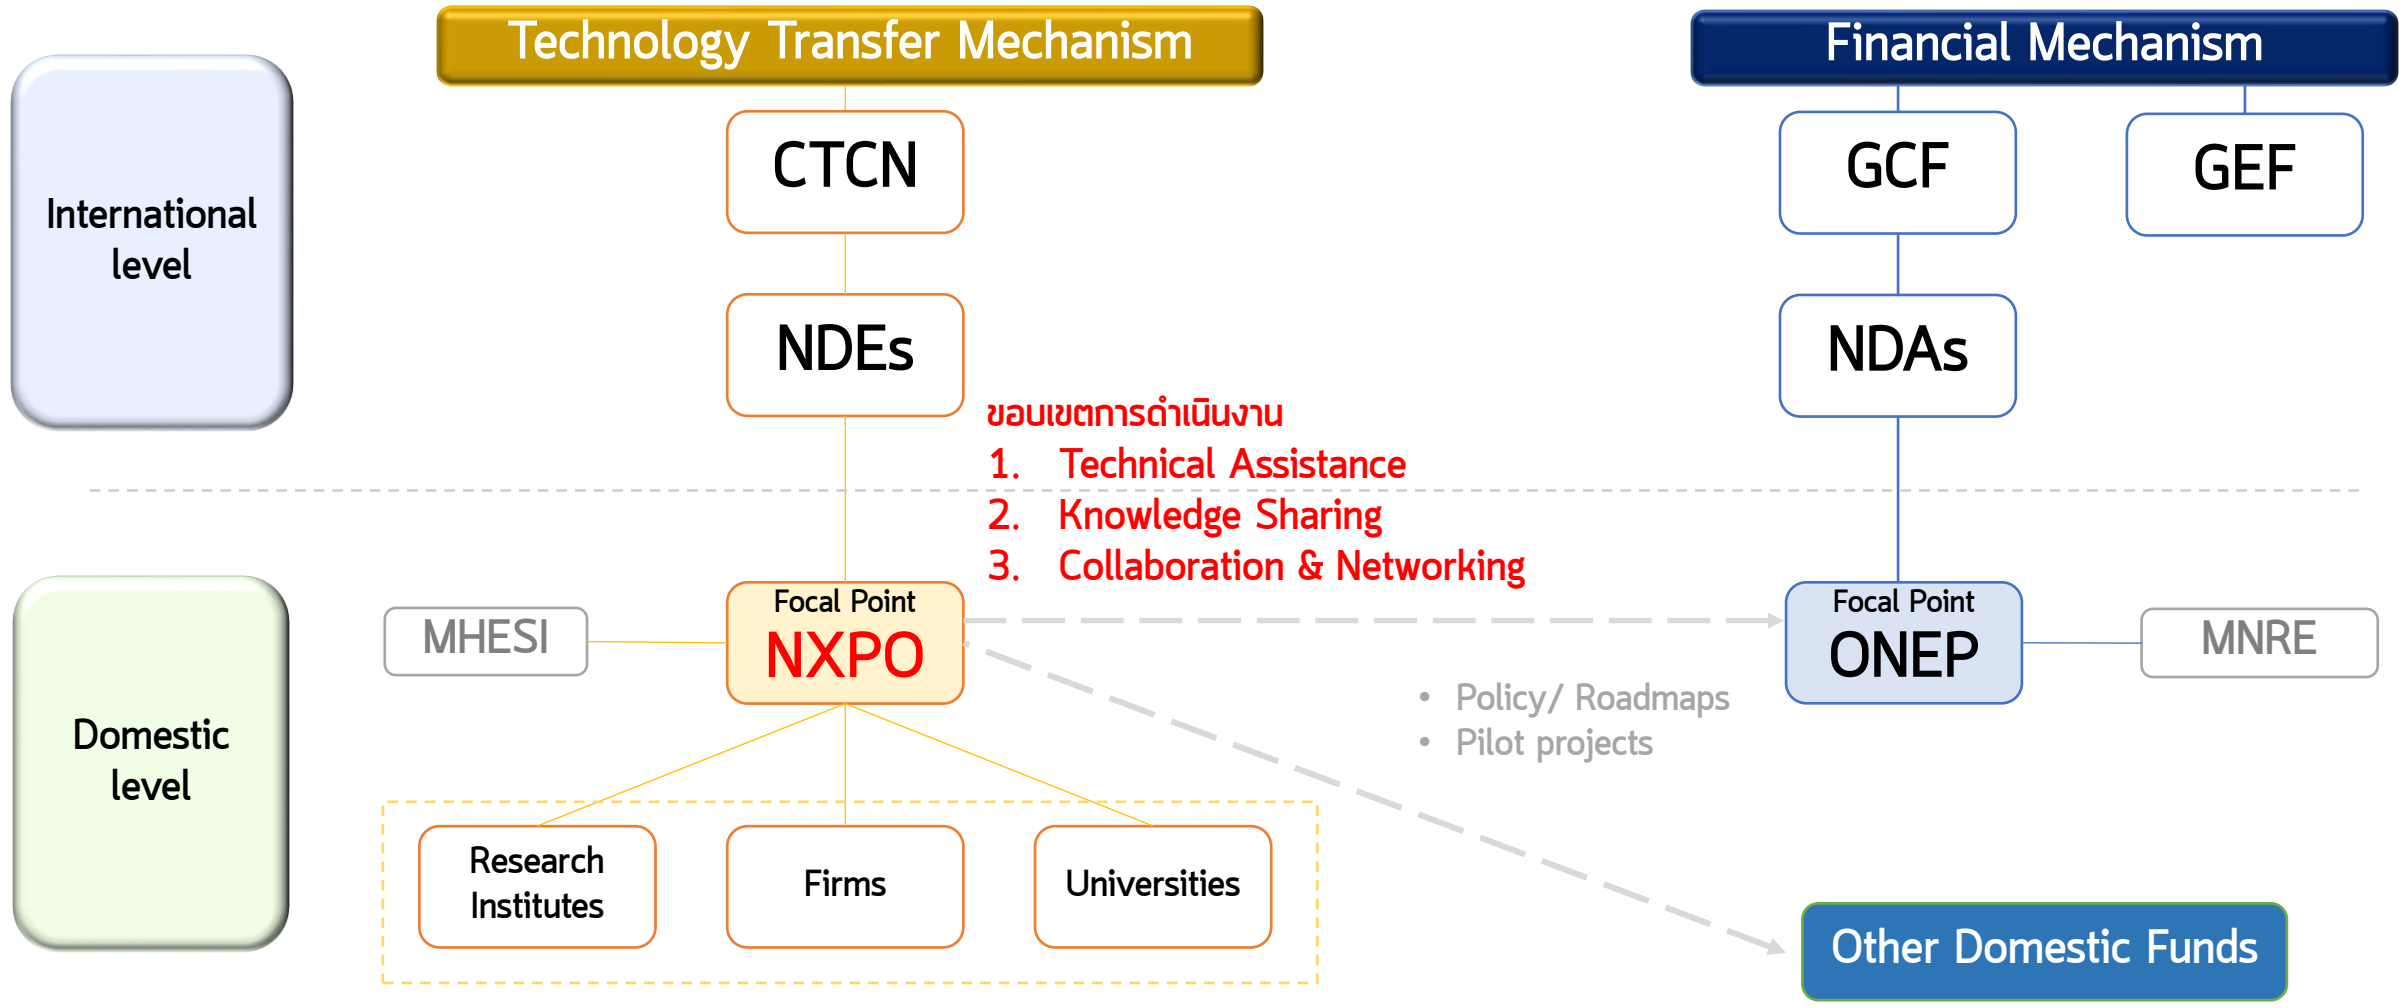 Technology Transfer Mechanism
Financial Mechanism
International
level
CTCN
GCF
GEF
NDEs
NDAs
ขอบเขตการดำเนินงาน
1. Technical Assistance
2. Knowledge Sharing
3. Collaboration & Networking
Domestic
level
MHESI
Focal Point
NXPO
Focal Point
ONEP
MNRE
• Policy/ Roadmaps
• Pilot projects
Research
Institutes
Firms
Universities
Other Domestic Funds